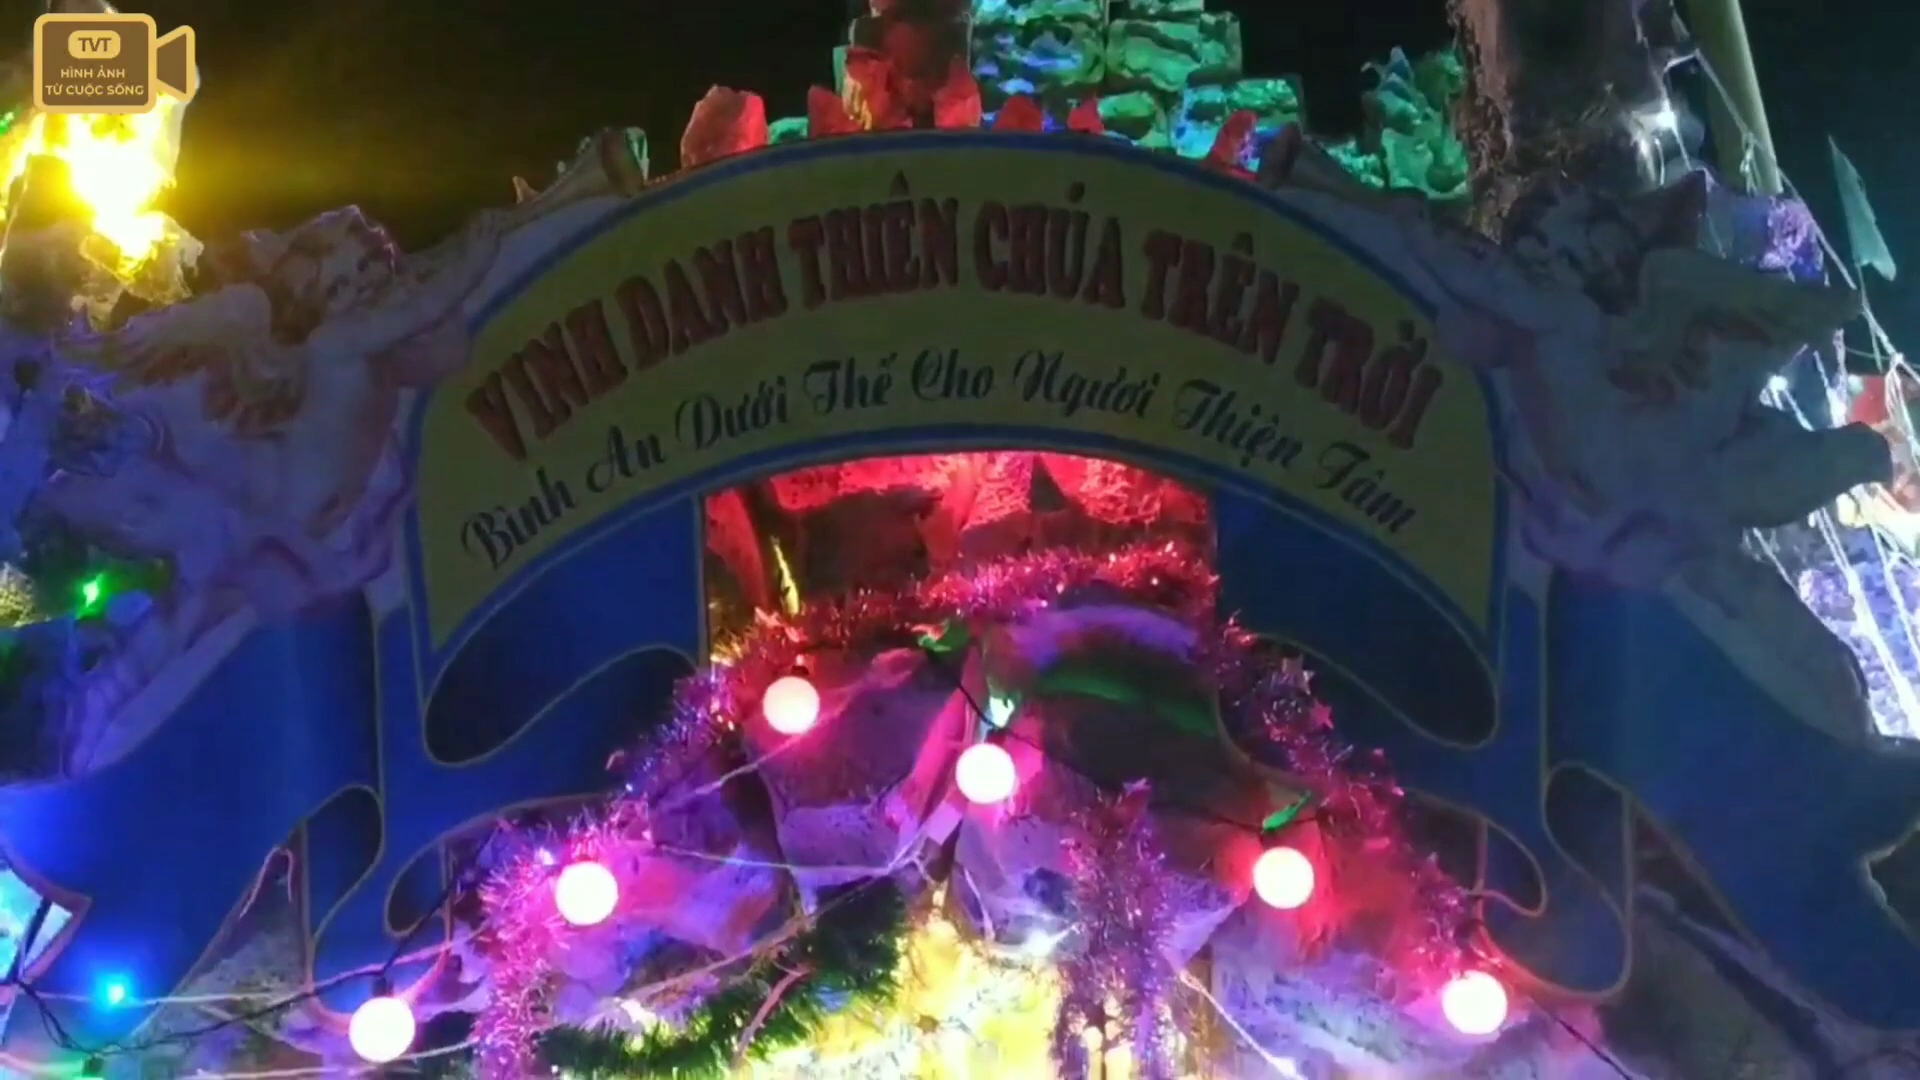 TVT
HÌNH ẢNH
TỪ CUỘC SỐNG
VINH DANH THIÊN CHÚA TRÊN TRỜI
Bình An Dưới Thế Cho Người Thiện Tâm